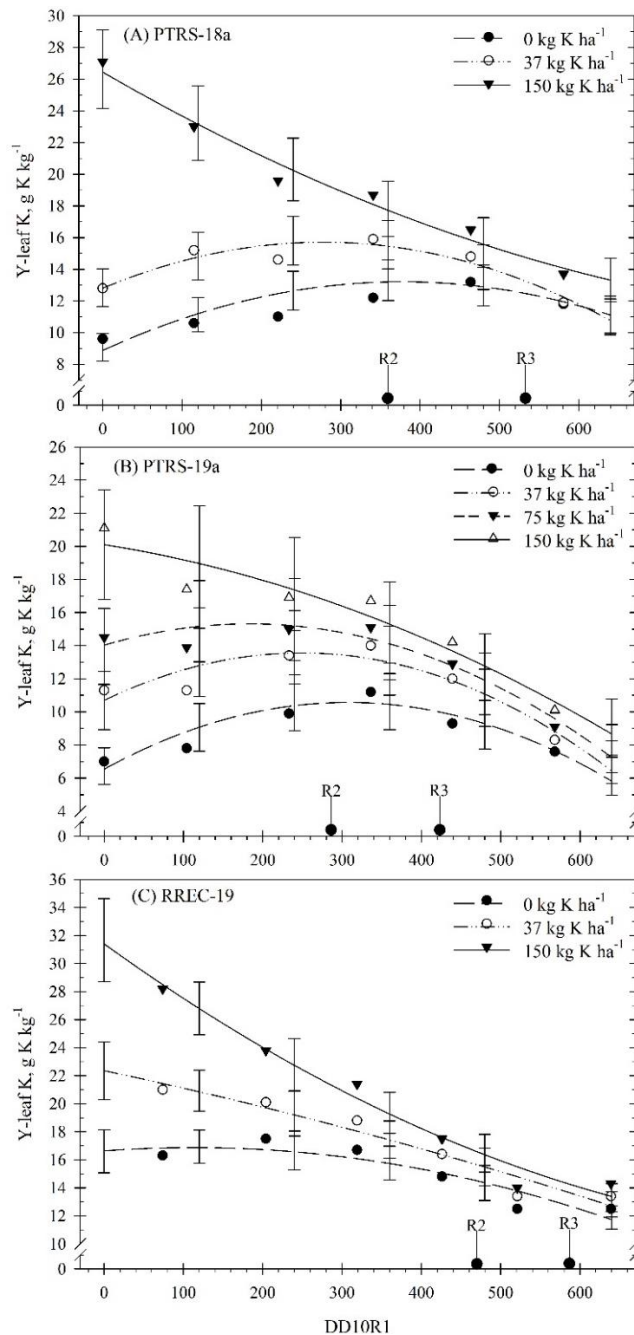 (A) PTRS-18a
0 kg K ha⁻¹
37 kg K ha⁻¹
150 kg K ha⁻¹
Y-leaf K, g K kg⁻¹
30
28
26
24
22
20
18
16
14
12
10
8
0
R2
R3
0 100 200 300 400 500 600
(B) PTRS-19a
0 kg K ha⁻¹
37 kg K ha⁻¹
75 kg K ha⁻¹
150 kg K ha⁻¹
Y-leaf K, g K kg⁻¹
26
24
22
20
18
16
14
12
10
8
6
4
0
R2
R3
0 100 200 300 400 500 600
(C) RREC-19
0 kg K ha⁻¹
37 kg K ha⁻¹
150 kg K ha⁻¹
Y-leaf K, g K kg⁻¹
36
34
32
30
28
26
24
22
20
18
16
14
12
10
0
R2
R3
0 100 200 300 400 500 600
DD10R1